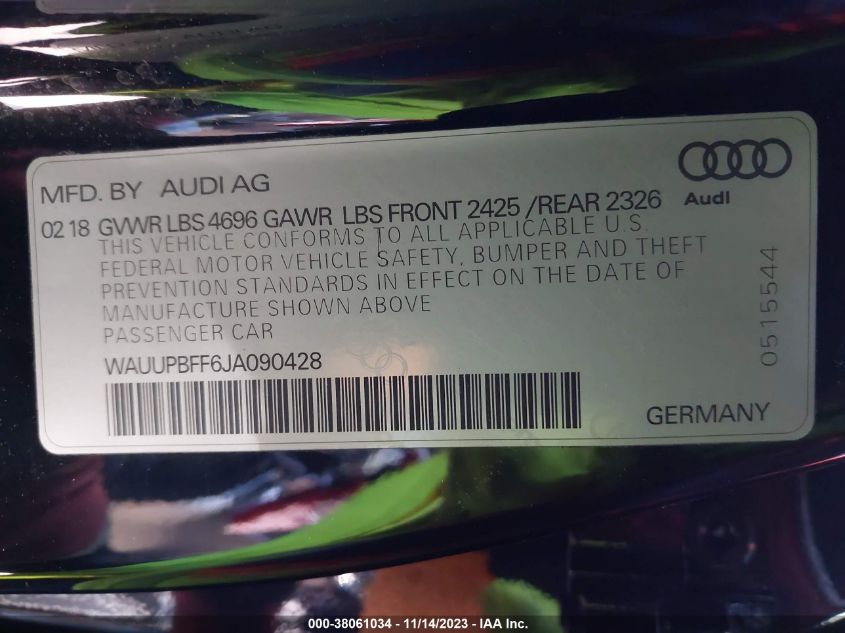 MFD. BY AUDI AG
Audi
02 18 GVWR LBS 4696 GAWR LBS FRONT 2425 /REAR 2326
THIS VEHICLE CONFORMS TO ALL APPLICABLE U.S.
FEDERAL MOTOR VEHICLE SAFETY, BUMPER AND THEFT
PREVENTION STANDARDS IN EFFECT ON THE DATE OF
MANUFACTURE SHOWN ABOVE
PASSENGER CAR
WAUUPBFF6JA090428
0515544
GERMANY
000-38061034 - 11/14/2023 - IAA Inc.